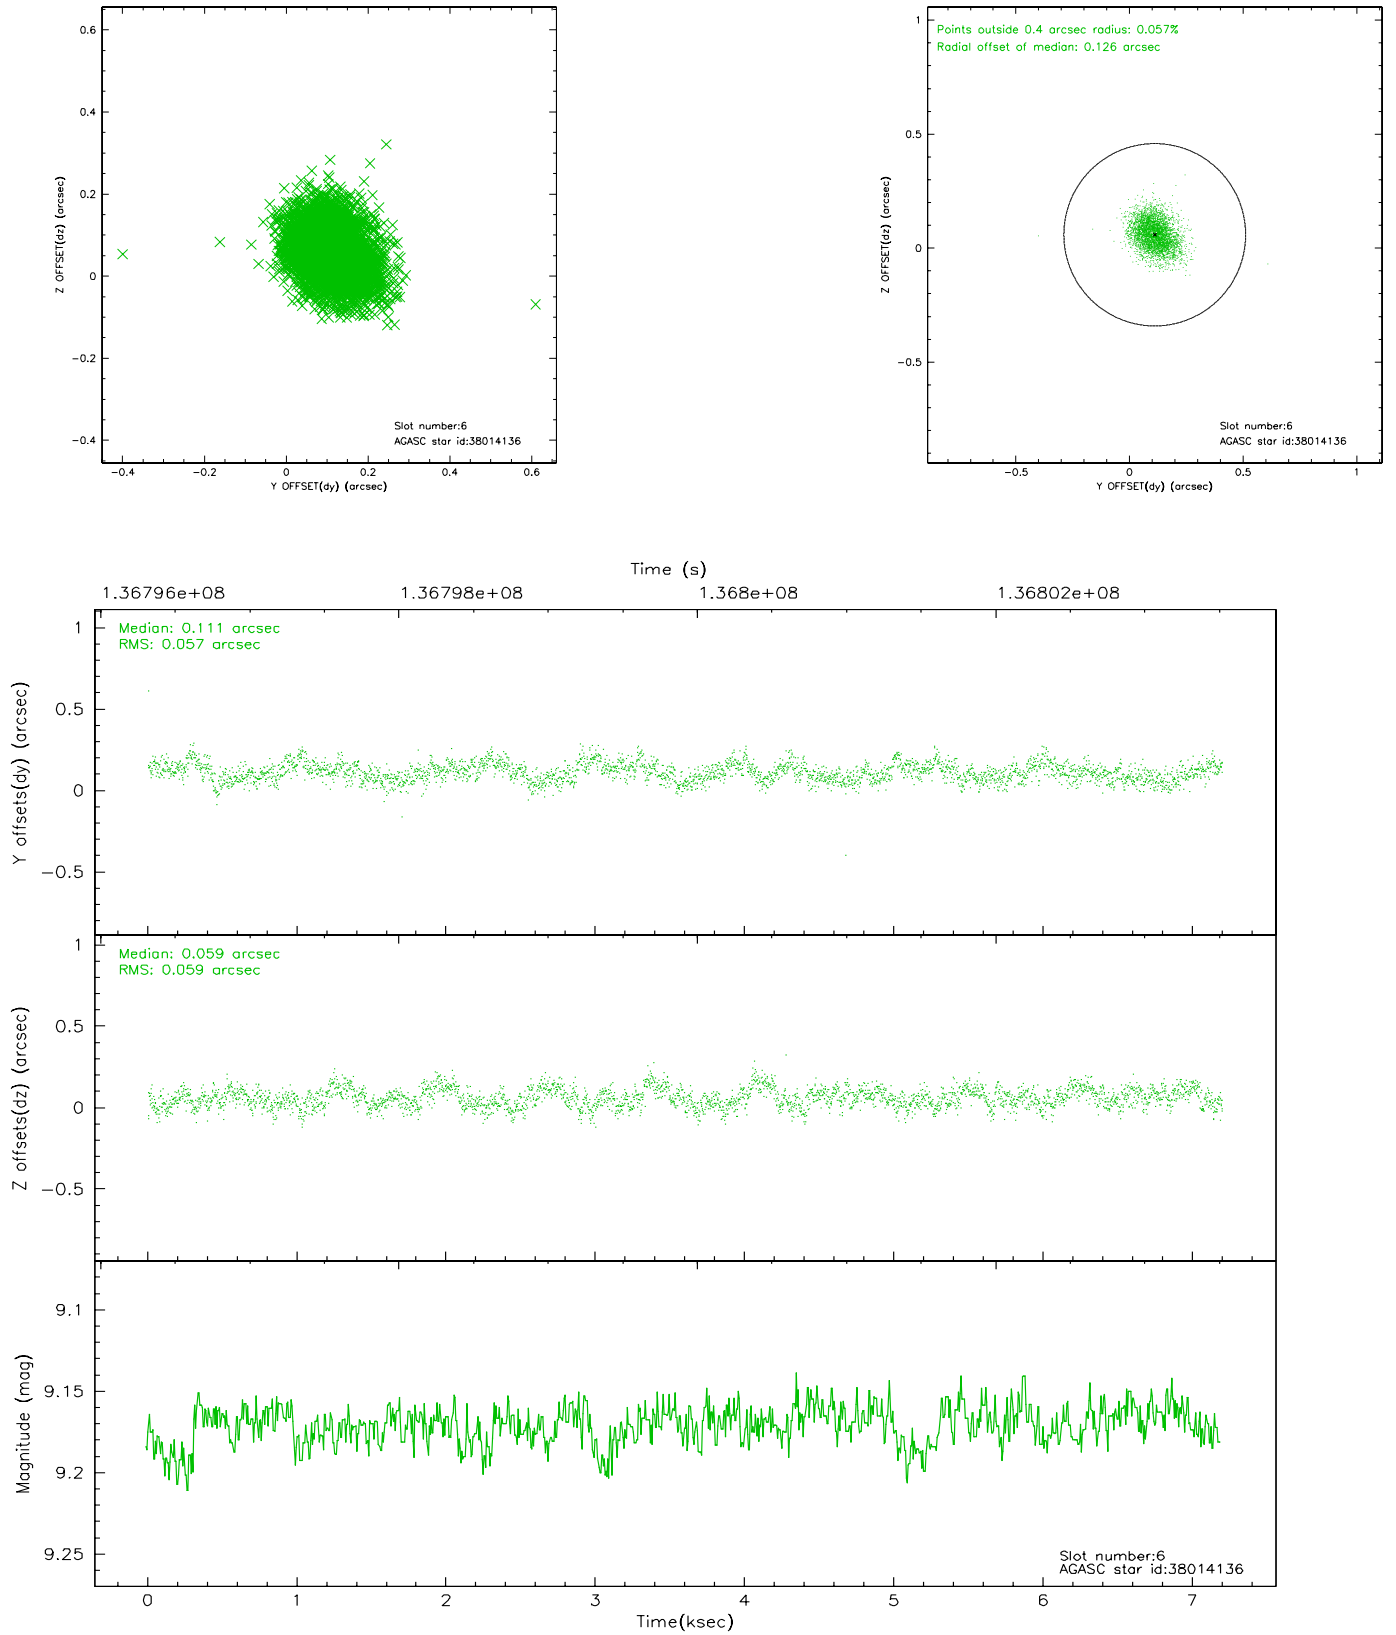 0.6
0.4
0.2
0
−0.2
−0.4
Z OFFSET(dz) (arcsec)
−0.4 −0.2 0 0.2 0.4 0.6
Y OFFSET(dy) (arcsec)
Slot number:6
AGASC star id:38014136
Points outside 0.4 arcsec radius: 0.057%
Radial offset of median: 0.126 arcsec
1
0.5
0
−0.5
Z OFFSET(dz) (arcsec)
−0.5 0 0.5 1
Y OFFSET(dy) (arcsec)
Slot number:6
AGASC star id:38014136
Time (s)
1.36796e+08 1.36798e+08 1.368e+08 1.36802e+08
Median: 0.111 arcsec
RMS: 0.057 arcsec
1
0.5
0
−0.5
Y offsets(dy) (arcsec)
Median: 0.059 arcsec
RMS: 0.059 arcsec
1
0.5
0
−0.5
Z offsets(dz) (arcsec)
9.1
9.15
9.2
9.25
Magnitude (mag)
Slot number:6
AGASC star id:38014136
0 1 2 3 4 5 6 7
Time(ksec)